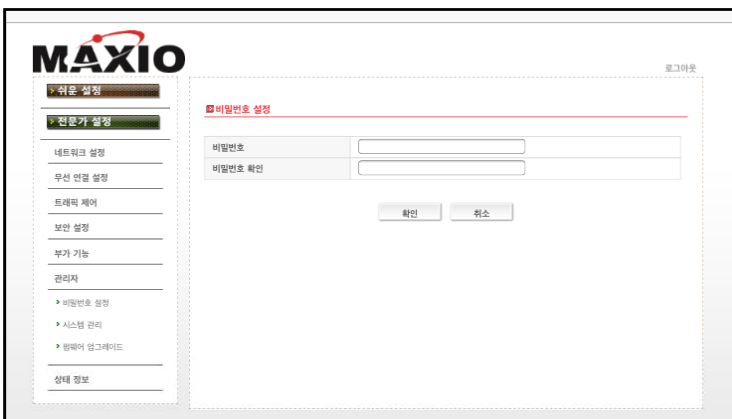 MAXIO
로그아웃
쉬운 설정
전문가 설정
네트워크 설정
무선 연결 설정
트래픽 제어
보안 설정
부가 기능
관리자
비밀번호 설정
시스템 관리
펌웨어 업그레이드
상태 정보
비밀번호 설정
비밀번호
비밀번호 확인
확인 취소